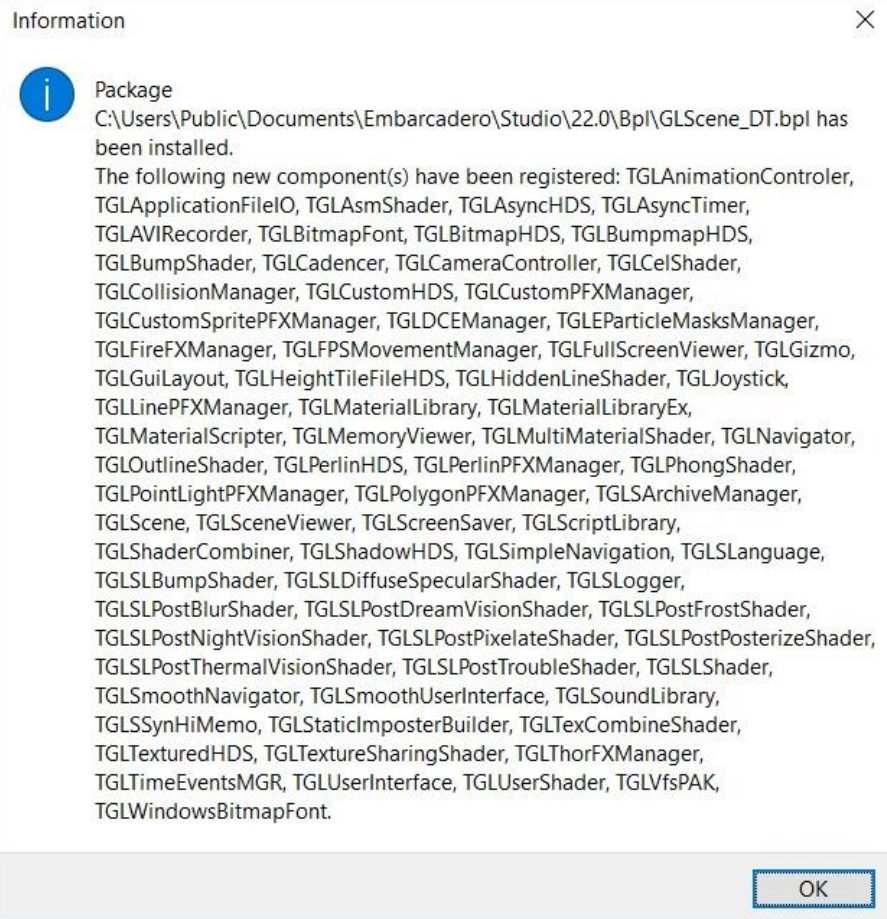 Information
Package
C:\Users\Public\Documents\Embarcadero\Studio\22.0\Bpl\GLScene_DT.bpl has
been installed.
The following new component(s) have been registered: TGLAnimationControler,
TGLApplicationFileIO, TGLAsmShader, TGLAsyncHDS, TGLAsyncTimer,
TGLAVIRecorder, TGLBitmapFont, TGLBitmapHDS, TGLBumpmapHDS,
TGLBumpShader, TGLCadencer, TGLCameraController, TGLCelShader,
TGLCollisionManager, TGLCustomHDS, TGLCustomPFXManager,
TGLCustomSpritePFXManager, TGLDCEManager, TGLEParticleMasksManager,
TGLFireFXManager, TGLFPSMovementManager, TGLFullScreenViewer, TGLGizmo,
TGLGuiLayout, TGLHeightTileFileHDS, TGLHiddenLineShader, TGLJoystick,
TGLLinePFXManager, TGLMaterialLibrary, TGLMaterialLibraryEx,
TGLMaterialScripter, TGLMemoryViewer, TGLMultiMaterialShader, TGLNavigator,
TGLOutlineShader, TGLPerlinHDS, TGLPerlinPFXManager, TGLPhongShader,
TGLPointLightPFXManager, TGLPolygonPFXManager, TGLSArchiveManager,
TGLScene, TGLSceneViewer, TGLScreenSaver, TGLScriptLibrary,
TGLShaderCombiner, TGLShadowHDS, TGLSimpleNavigation, TGLSLanguage,
TGLSLBumpShader, TGLSLDiffuseSpecularShader, TGLSLogger,
TGLSLPostBlurShader, TGLSLPostDreamVisionShader, TGLSLPostFrostShader,
TGLSLPostNightVisionShader, TGLSLPostPixelateShader, TGLSLPostPosterizeShader,
TGLSLPostThermalVisionShader, TGLSLPostTroubleShader, TGLSLShader,
TGLSmoothNavigator, TGLSmoothUserInterface, TGLSoundLibrary,
TGLSSynHiMemo, TGLStaticImposterBuilder, TGLTexCombineShader,
TGLTexturedHDS, TGLTextureSharingShader, TGLThorFXManager,
TGLTimeEventsMGR, TGLUserInterface, TGLUserShader, TGLVfsPAK,
TGLWindowsBitmapFont.
OK